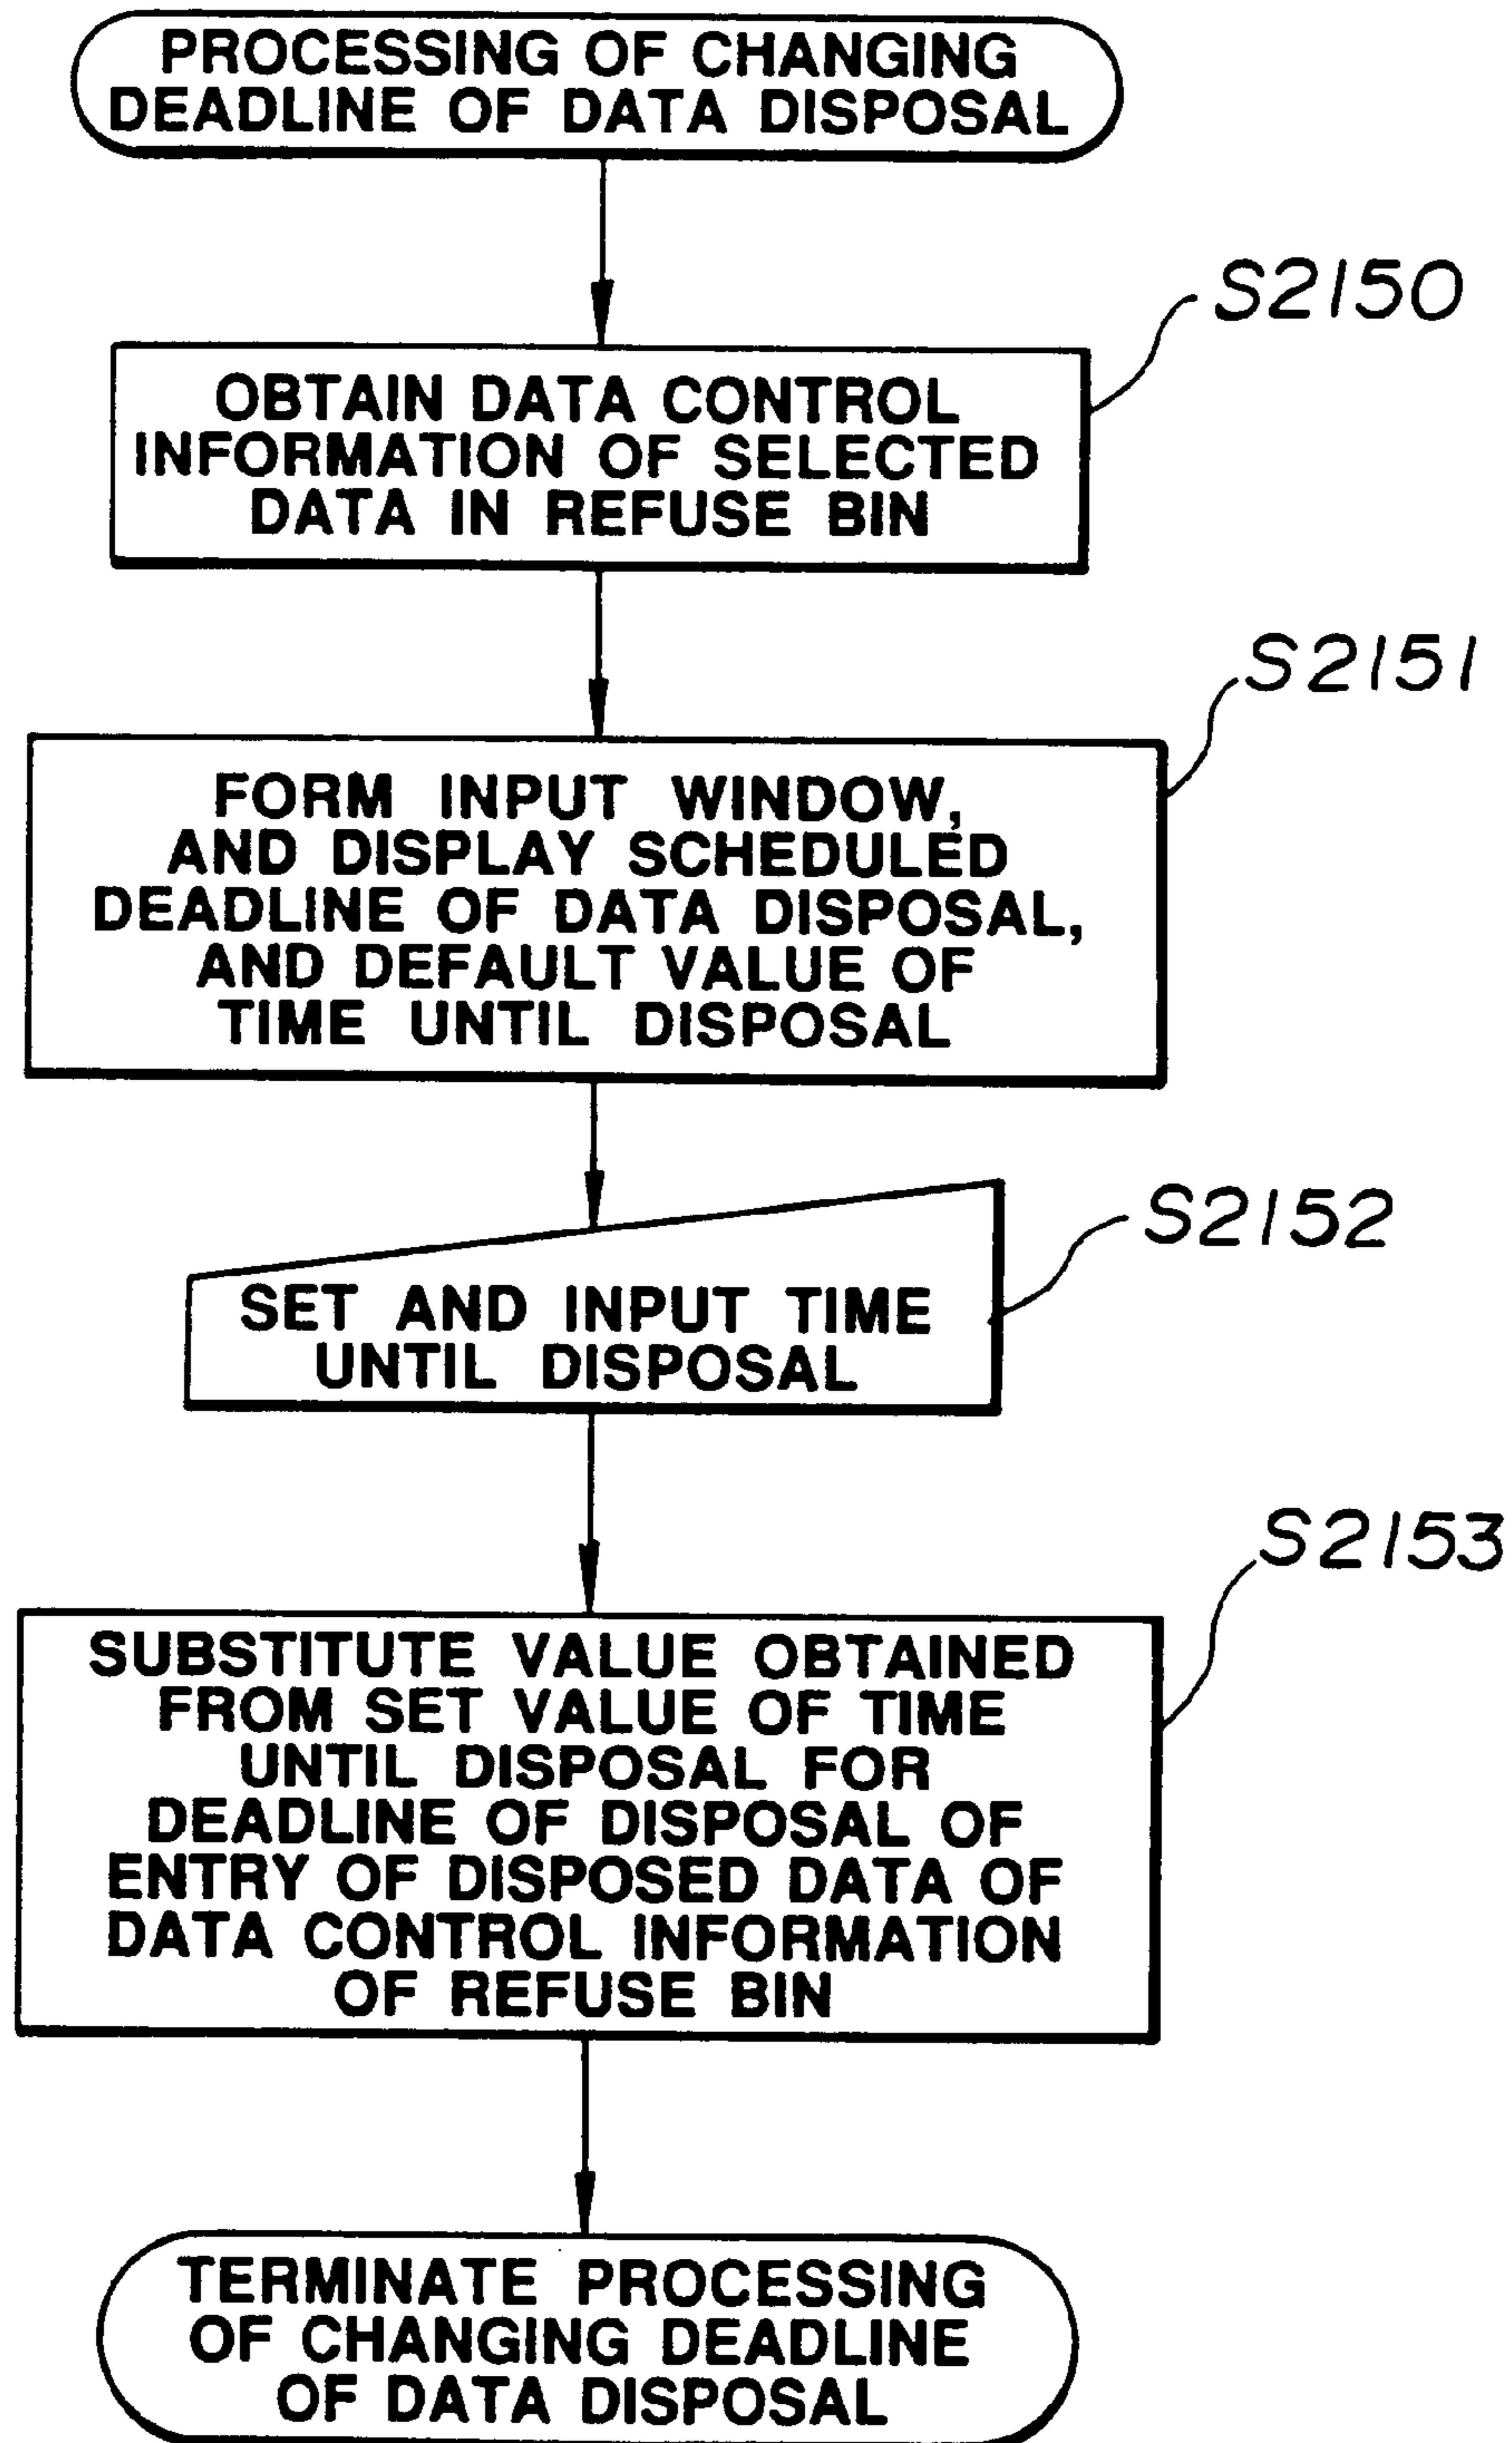 PROCESSING OF CHANGING
DEADLINE OF DATA DISPOSAL
S2150
OBTAIN DATA CONTROL
INFORMATION OF SELECTED
DATA IN REFUSE BIN
S2151
FORM INPUT WINDOW,
AND DISPLAY SCHEDULED
DEADLINE OF DATA DISPOSAL,
AND DEFAULT VALUE OF
TIME UNTIL DISPOSAL
S2152
SET AND INPUT TIME
UNTIL DISPOSAL
S2153
SUBSTITUTE VALUE OBTAINED
FROM SET VALUE OF TIME
UNTIL DISPOSAL FOR
DEADLINE OF DISPOSAL OF
ENTRY OF DISPOSED DATA OF
DATA CONTROL INFORMATION
OF REFUSE BIN
TERMINATE PROCESSING
OF CHANGING DEADLINE
OF DATA DISPOSAL